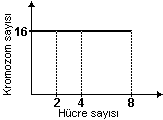 Kromozom sayısı
16
2 4 8
Hücre sayısı